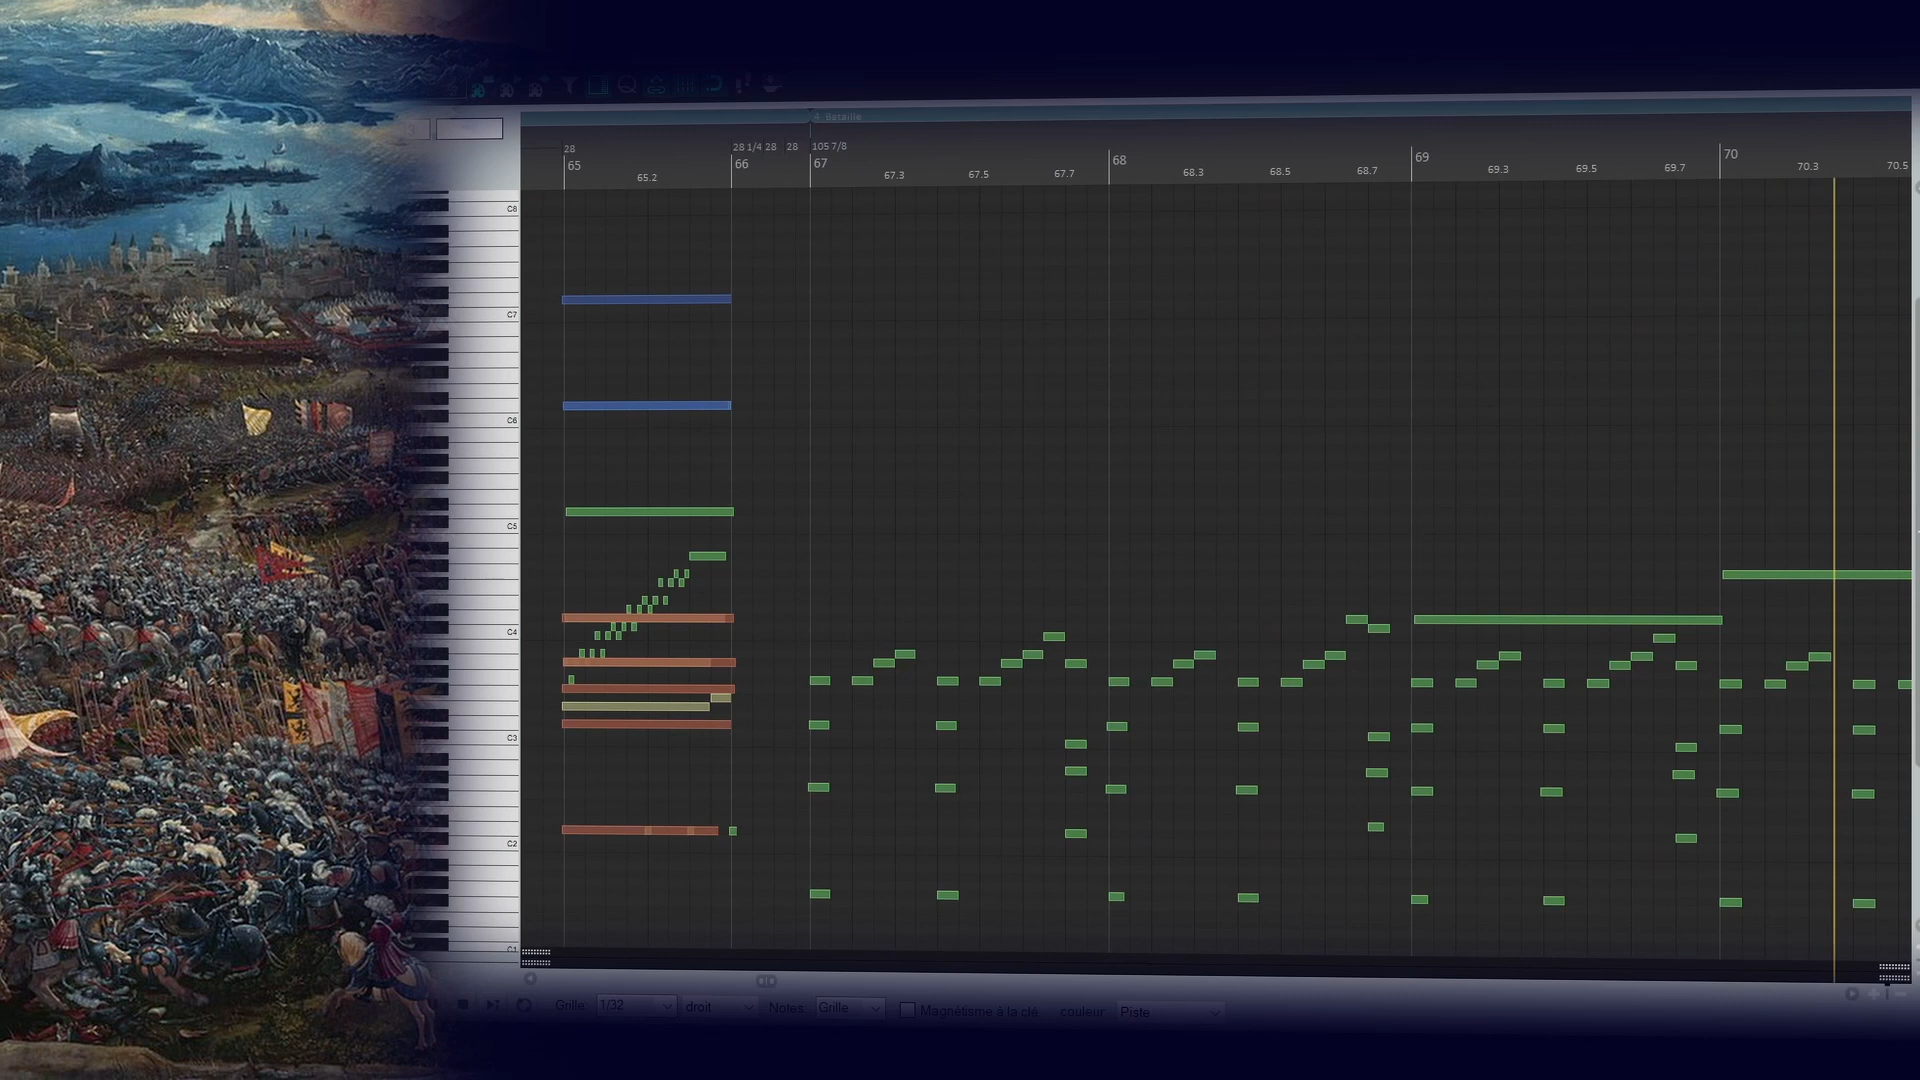 4 Bataille
28
28 1/4 28 28 105 7/8
65 66 67 68 69 70
65.2 67.3 67.5 67.7 68.3 68.5 68.7 69.3 69.5 69.7 70.3 70.5
C8
C7
C6
C5
C4
C3
C2
C1
Grille: 1/32 droit Notes: Grille Magnétisme à la clé couleur Piste